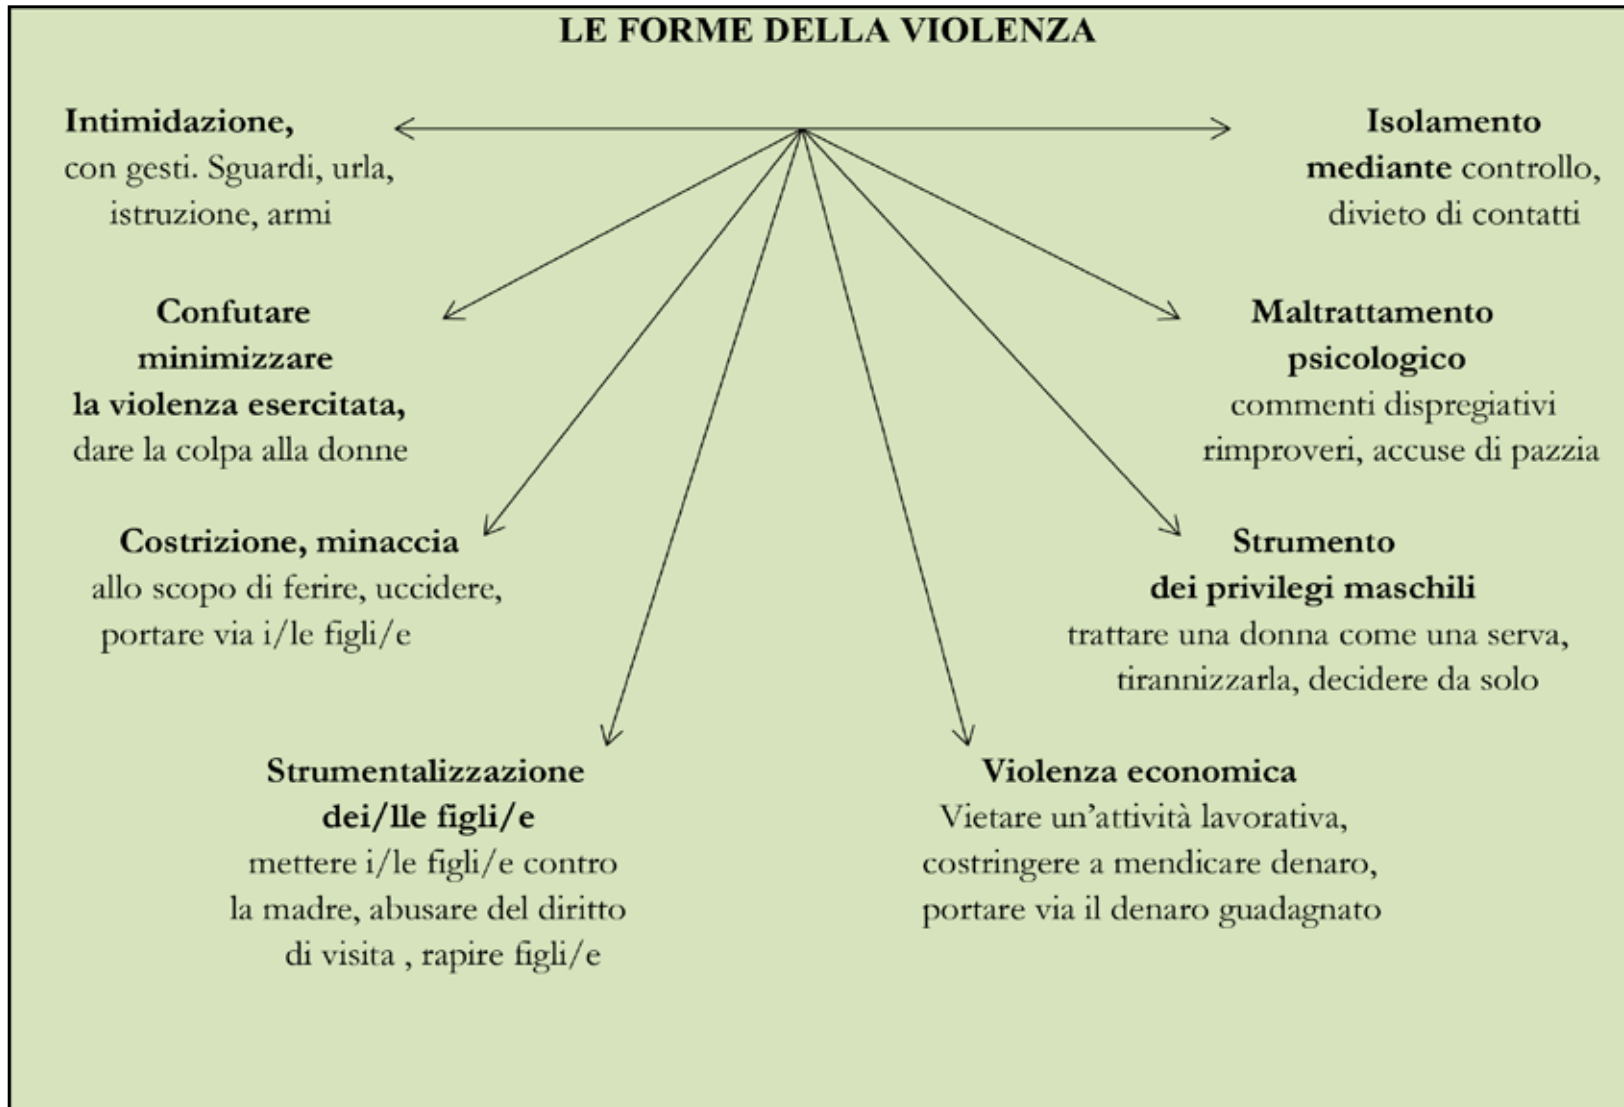 LE FORME DELLA VIOLENZA
Intimidazione,
con gesti. Sguardi, urla,
istruzione, armi
Isolamento
mediante controllo,
divieto di contatti
Confutare
minimizzare
la violenza esercitata,
dare la colpa alla donne
Maltrattamento
psicologico
commenti dispregiativi
rimproveri, accuse di pazzia
Costrizione, minaccia
allo scopo di ferire, uccidere,
portare via i/le figli/e
Strumento
dei privilegi maschili
trattare una donna come una serva,
tirannizzarla, decidere da solo
Strumentalizzazione
dei/lle figli/e
mettere i/le figli/e contro
la madre, abusare del diritto
di visita , rapire figli/e
Violenza economica
Vietare un'attività lavorativa,
costringere a mendicare denaro,
portare via il denaro guadagnato